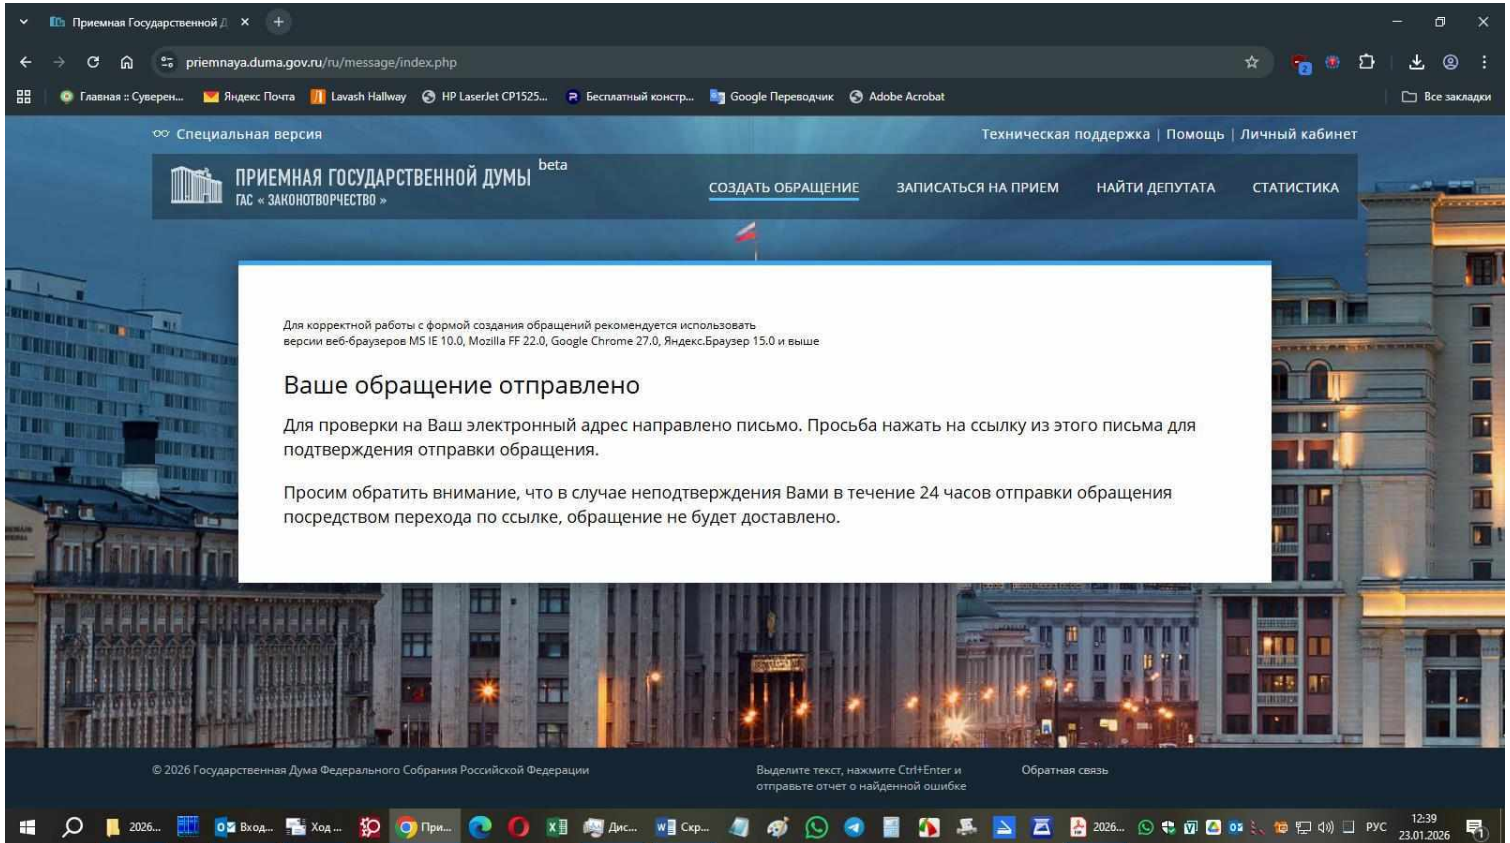 Приемная Государственной Д
priemnaya.duma.gov.ru/ru/message/index.php
2
Главная :: Суверен...
Яндекс Почта
Lavash Hallway
HP LaserJet CP1525...
Бесплатный констр...
Google Переводчик
Adobe Acrobat
Все закладки
Специальная версия
Техническая поддержка | Помощь | Личный кабинет
ПРИЕМНАЯ ГОСУДАРСТВЕННОЙ ДУМЫ beta
ГАС « ЗАКОНОТВОРЧЕСТВО »
СОЗДАТЬ ОБРАЩЕНИЕ
ЗАПИСАТЬСЯ НА ПРИЕМ
НАЙТИ ДЕПУТАТА
СТАТИСТИКА
Для корректной работы с формой создания обращений рекомендуется использовать
версии веб-браузеров MS IE 10.0, Mozilla FF 22.0, Google Chrome 27.0, Яндекс.Браузер 15.0 и выше
Ваше обращение отправлено
Для проверки на Ваш электронный адрес направлено письмо. Просьба нажать на ссылку из этого письма для
подтверждения отправки обращения.
Просим обратить внимание, что в случае неподтверждения Вами в течение 24 часов отправки обращения
посредством перехода по ссылке, обращение не будет доставлено.
© 2026 Государственная Дума Федерального Собрания Российской Федерации
Выделите текст, нажмите Ctrl+Enter и
отправьте отчет о найденной ошибке
Обратная связь
2026...
Вход...
Ход ...
При...
Дис...
Скр...
2026...
РУС
12:39
23.01.2026